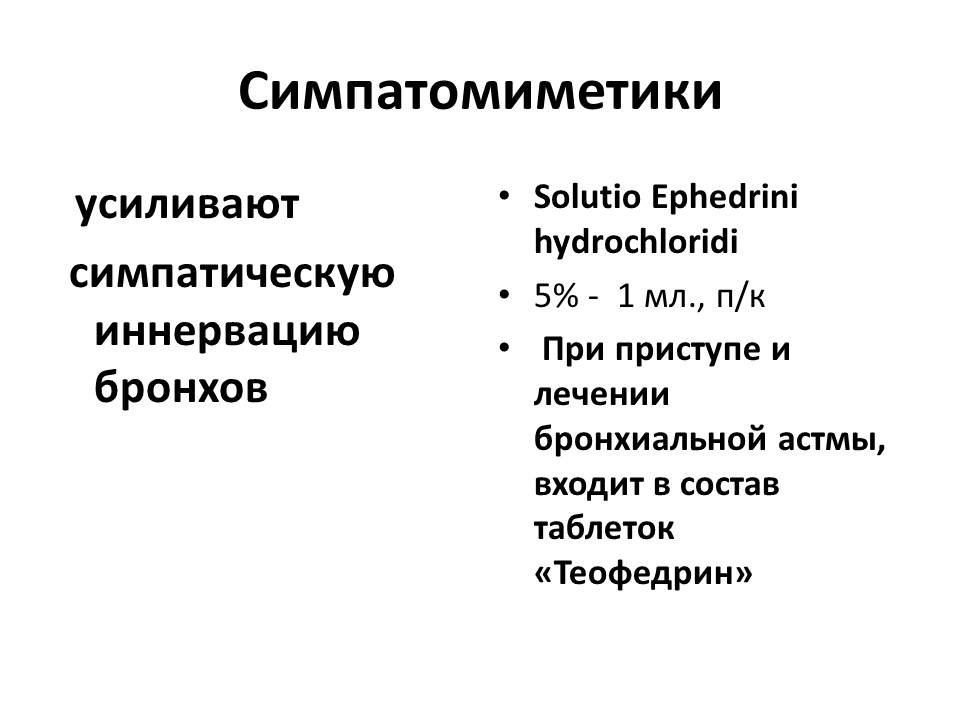 Симпатомиметики
усиливают
симпатическую
иннервацию
бронхов
• Solutio Ephedrini
hydrochloridi
• 5% - 1 мл., п/к
• При приступе и
лечении
бронхиальной астмы,
входит в состав
таблеток
«Теофедрин»